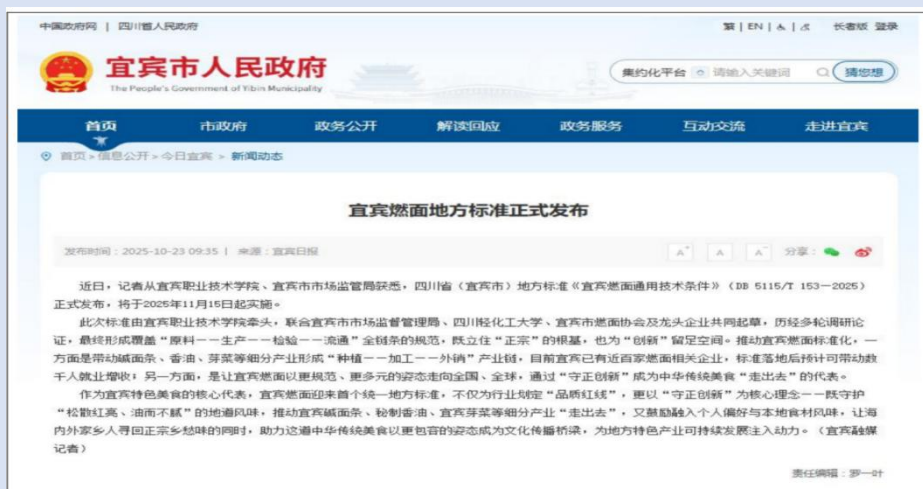 中国政府网 | 四川省人民政府
繁 | EN |
长者版 登录
宜宾市人民政府
The People's Government of Yibin Municipality
集约化平台 请输入关键词 猜您想
首页 市政府 政务公开 解读回应 政务服务 互动交流 走进宜宾
首页 > 信息公开 > 今日宜宾 > 新闻动态
宜宾燃面地方标准正式发布
发布时间：2025-10-23 09:35 | 来源：宜宾日报
A+ A A- 分享：
近日，记者从宜宾职业技术学院、宜宾市市场监管局获悉，四川省（宜宾市）地方标准《宜宾燃面通用技术条件》（DB 5115/T 153—2025）
正式发布，将于2025年11月15日起实施。
此次标准由宜宾职业技术学院牵头，联合宜宾市市场监督管理局、四川轻化工大学、宜宾市燃面协会及龙头企业共同起草，历经多轮调研论
证，最终形成覆盖“原料——生产——检验——流通”全链条的规范，既立住“正宗”的根基，也为“创新”留足空间。推动宜宾燃面标准化，一
方面是带动碱面条、香油、芽菜等细分产业形成“种植——加工——外销”产业链，目前宜宾已有近百家燃面相关企业，标准落地后预计可带动数
千人就业增收；另一方面，是让宜宾燃面以更规范、更多元的姿态走向全国、全球，通过“守正创新”成为中华传统美食“走出去”的代表。
作为宜宾特色美食的核心代表，宜宾燃面迎来首个统一地方标准，不仅为行业划定“品质红线”，更以“守正创新”为核心理念——既守护
“松散红亮、油而不腻”的地道风味，推动宜宾碱面条、秘制香油、宜宾芽菜等细分产业“走出去”，又鼓励融入个人偏好与本地食材风味，让海
内外家乡人寻回正宗乡愁味的同时，助力这道中华传统美食以更包容的姿态成为文化传播桥梁，为地方特色产业可持续发展注入动力。（宜宾融媒
记者）
责任编辑：罗一叶